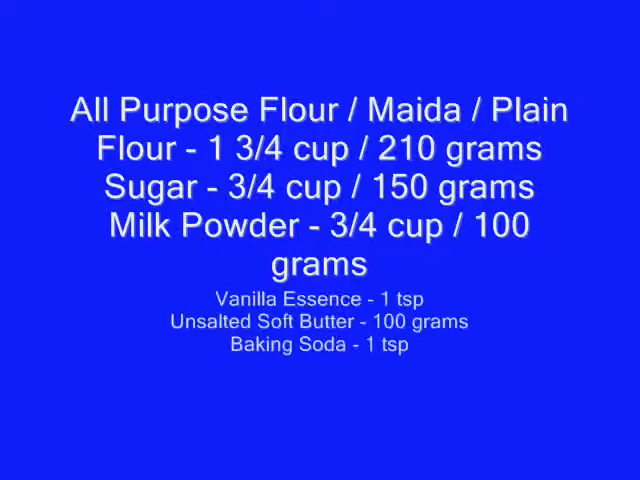 All Purpose Flour / Maida / Plain
Flour - 1 3/4 cup / 210 grams
Sugar - 3/4 cup / 150 grams
Milk Powder - 3/4 cup / 100
grams
Vanilla Essence - 1 tsp
Unsalted Soft Butter - 100 grams
Baking Soda - 1 tsp